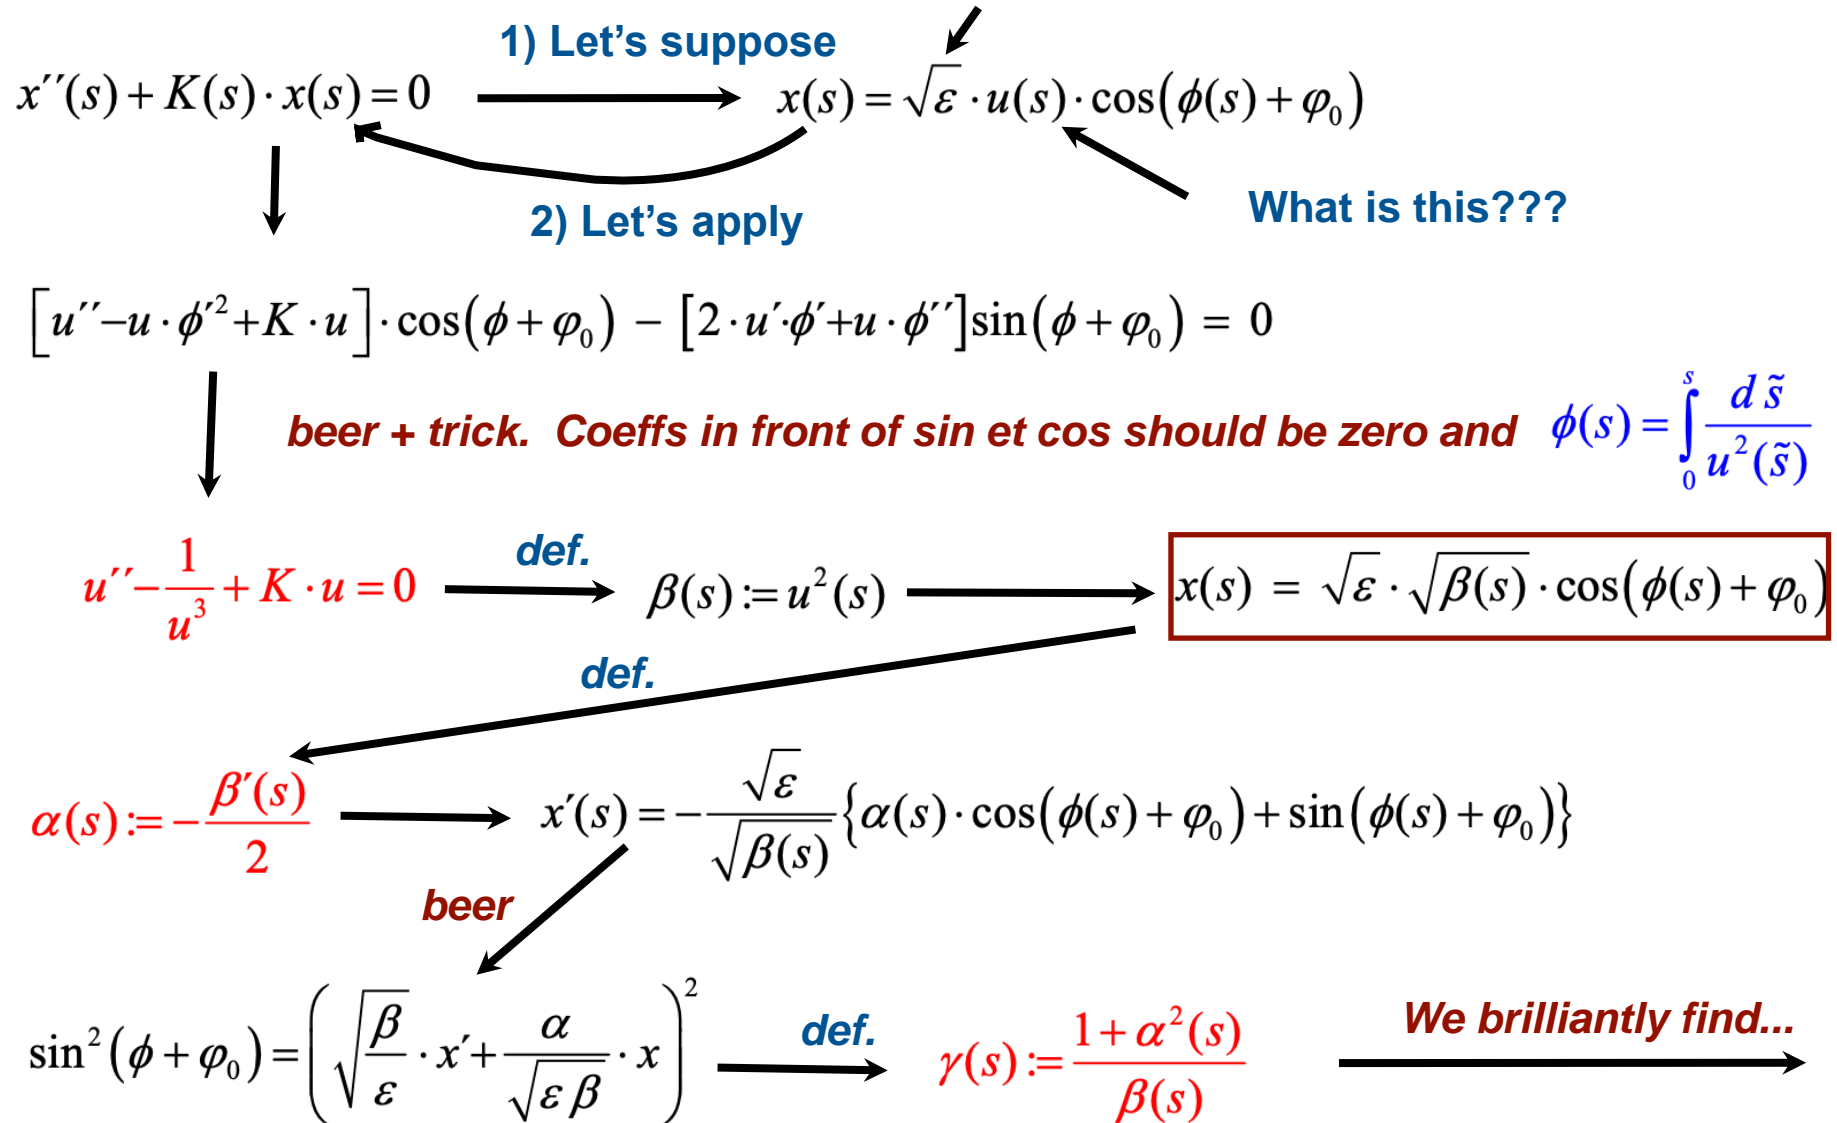 1) Let's suppose
x´´(s) + K(s) · x(s) = 0
x(s) = √ε · u(s) · cos(ϕ(s) + φ₀)
2) Let's apply
What is this???
[u´´–u · ϕ´² + K · u] · cos(ϕ + φ₀) – [2 · u´·ϕ´+u · ϕ´´]sin(ϕ + φ₀) = 0
beer + trick. Coeffs in front of sin et cos should be zero and ϕ(s) = ∫₀ˢ d s̃ / u²(s̃)
u´´– 1/u³ + K · u = 0
def.
β(s) := u²(s)
x(s) = √ε · √β(s) · cos(ϕ(s) + φ₀)
def.
α(s) := – β´(s)/2
x´(s) = – √ε/√β(s) {α(s) · cos(ϕ(s) + φ₀) + sin(ϕ(s) + φ₀)}
beer
sin²(ϕ + φ₀) = (√(β/ε) · x´+ α/√(ε β) · x)²
def.
γ(s) := (1 + α²(s))/β(s)
We brilliantly find...